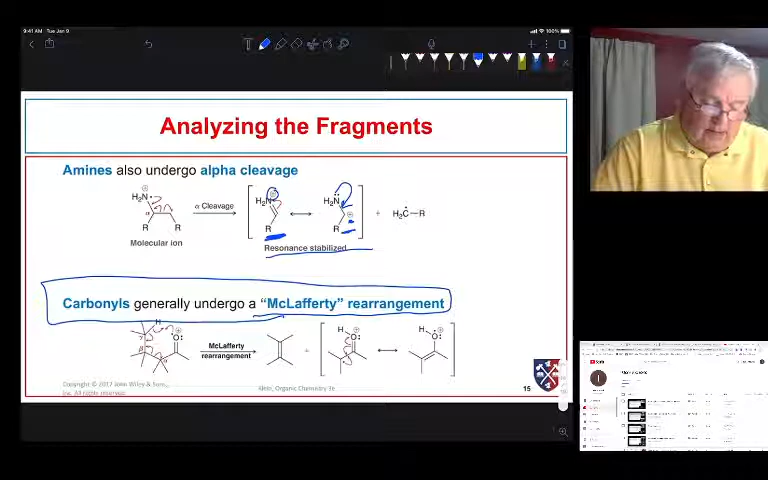 9:41 AM Tue Jan 9
100%
Analyzing the Fragments
Amines also undergo alpha cleavage
H₂N
α Cleavage
H₂N
H₂N
+
H₂Ċ—R
α
R
R
R
R
Molecular ion
Resonance stabilized
Carbonyls generally undergo a "McLafferty" rearrangement
H
O
γ
β
α
McLafferty
rearrangement
+
H
O
H
O
Copyright © 2017 John Wiley & Sons,
Inc. All rights reserved.
Klein, Organic Chemistry 3e
15